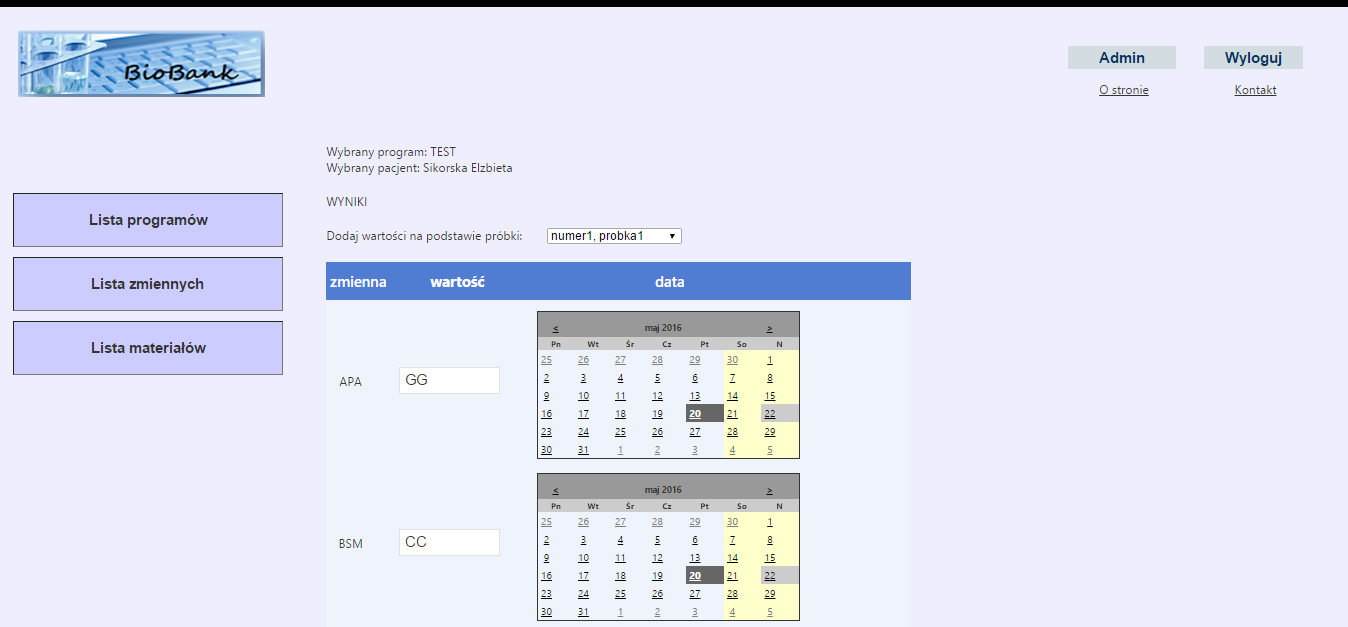 BioBank
Admin Wyloguj
O stronie Kontakt
Wybrany program: TEST
Wybrany pacjent: Sikorska Elzbieta
WYNIKI
Dodaj wartości na podstawie próbki: numer1, probka1
Lista programów
Lista zmiennych
Lista materiałów
zmienna wartość data
< maj 2016 >
Pn Wt Śr Cz Pt So N
25 26 27 28 29 30 1
2 3 4 5 6 7 8
9 10 11 12 13 14 15
APA GG
16 17 18 19 20 21 22
23 24 25 26 27 28 29
30 31 1 2 3 4 5
< maj 2016 >
Pn Wt Śr Cz Pt So N
25 26 27 28 29 30 1
2 3 4 5 6 7 8
9 10 11 12 13 14 15
BSM CC
16 17 18 19 20 21 22
23 24 25 26 27 28 29
30 31 1 2 3 4 5